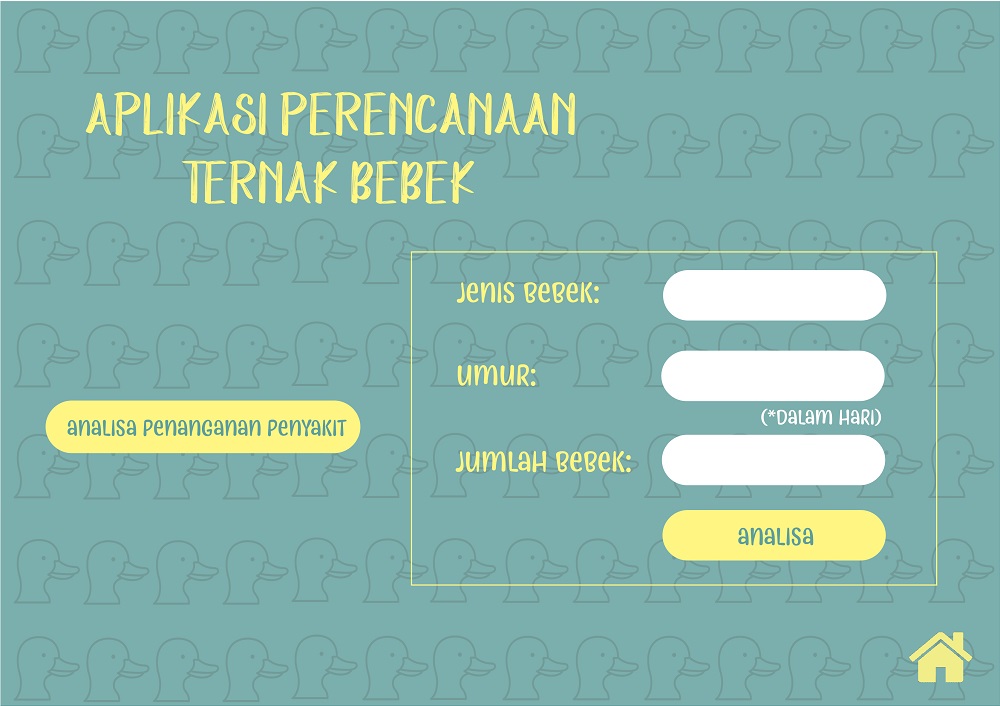 APLIKASI PERENCANAAN
TERNAK BEBEK
Jenis Bebek:
Umur:
(*Dalam Hari)
Analisa Penanganan Penyakit
Jumlah Bebek:
Analisa